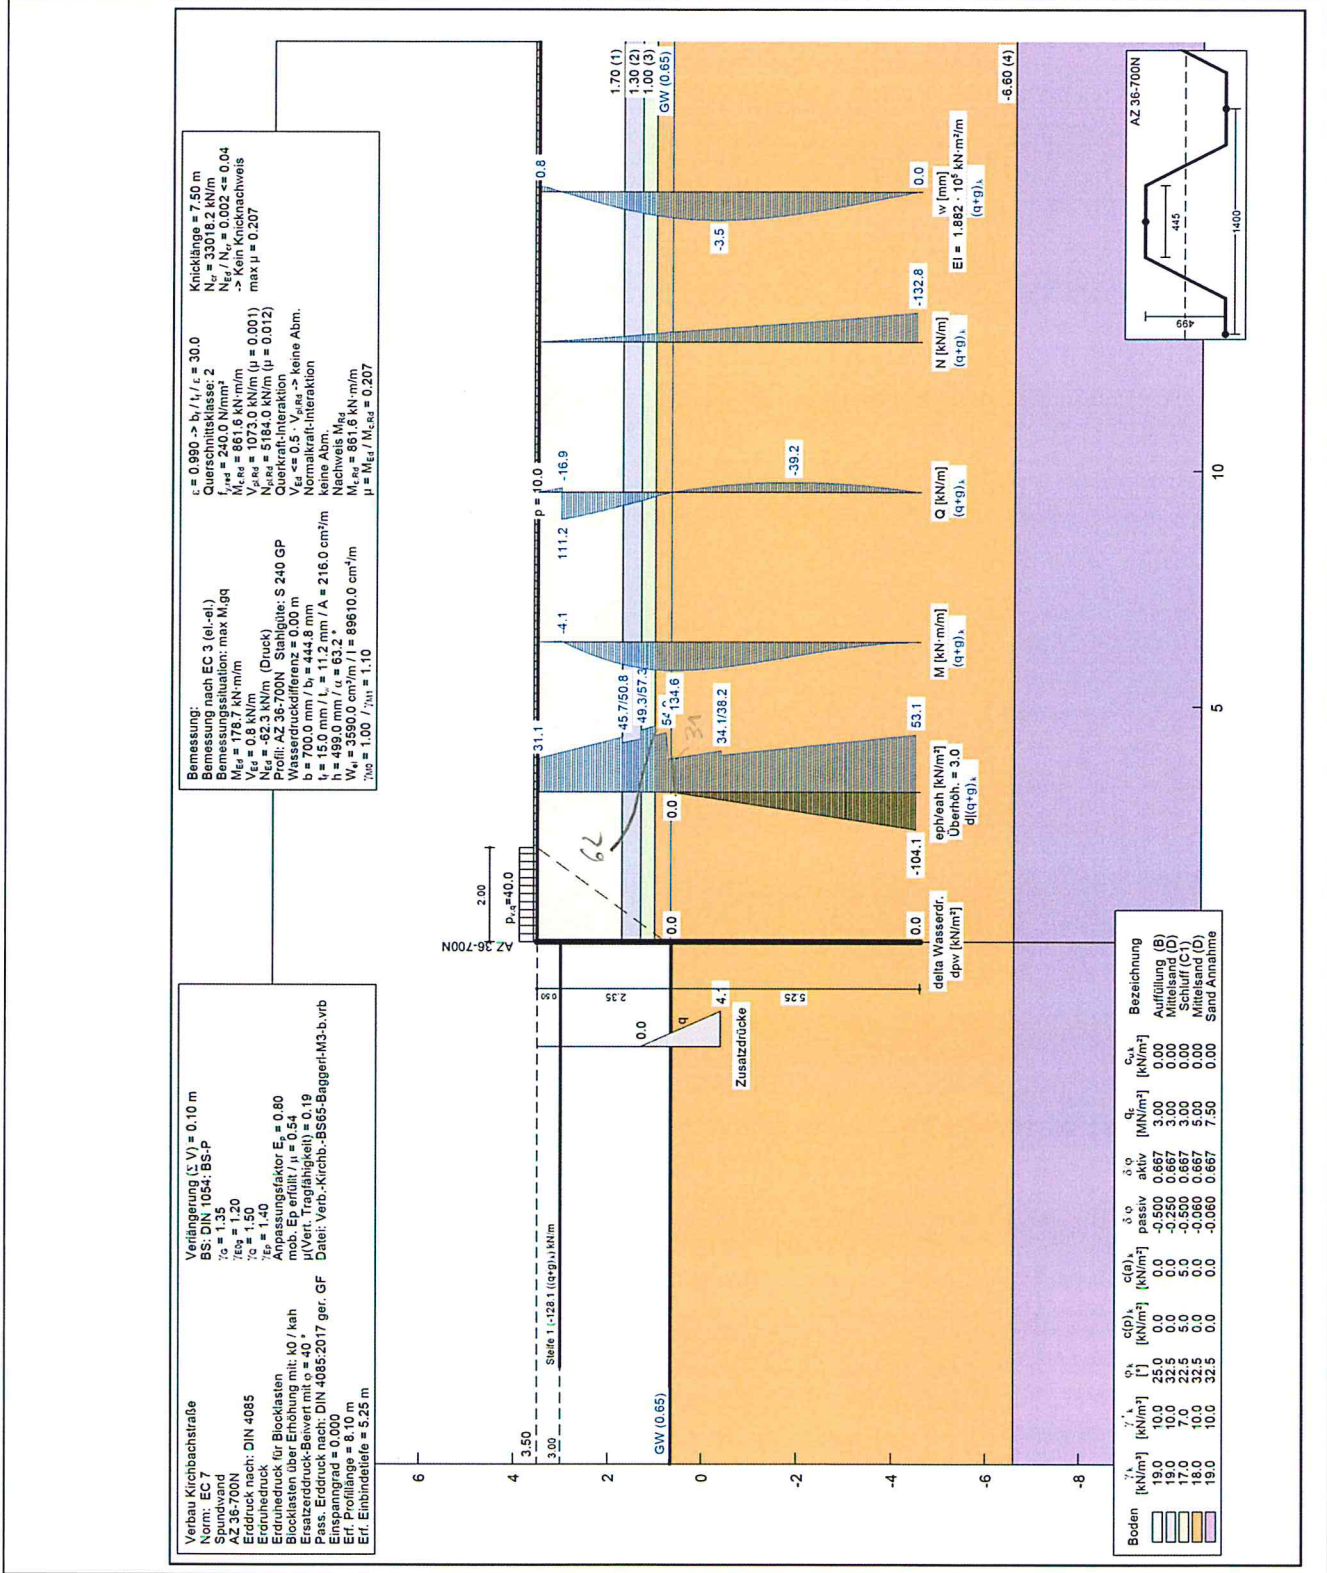 Verbau Kirchbachstraße
Norm: EC 7
Spundwand
AZ 36-700N
Erddruck nach: DIN 4085
Erdruhedruck
Erdruhedruck für Blocklasten
Blocklasten über Erhöhung mit: k0 / kah
Ersatzerddruck-Beiwert mit φ = 40 °
Pass. Erddruck nach: DIN 4085:2017 ger. GF
Einspanngrad = 0.000
Erf. Profillänge = 8.10 m
Erf. Einbindetiefe = 5.25 m
Verlängerung (Σ V) = 0.10 m
BS: DIN 1054: BS-P
γG = 1.35
γE0g = 1.20
γQ = 1.50
γEp = 1.40
Anpassungsfaktor Ep = 0.80
mob. Ep erfüllt / μ = 0.54
μ(Vert. Tragfähigkeit) = 0.19
Datei: Verb.-Kirchb.-BS65-Baggerl-M3-b.vrb
Bemessung:
Bemessung nach EC 3 (el.-el.)
Bemessungssituation: max M,gq
MEd = 178.7 kN·m/m
VEd = 0.8 kN/m
NEd = -62.3 kN/m (Druck)
Profil: AZ 36-700N Stahlgüte: S 240 GP
Wasserdruckdifferenz = 0.00 m
b = 700.0 mm / bf = 444.8 mm
tf = 15.0 mm / tw = 11.2 mm / A = 216.0 cm²/m
h = 499.0 mm / α = 63.2 °
Wel = 3590.0 cm³/m / I = 89610.0 cm⁴/m
γM0 = 1.00 / γM1 = 1.10
ε = 0.990 -> bf / tf / ε = 30.0
Querschnittsklasse: 2
fy,red = 240.0 N/mm²
Mc,Rd = 861.6 kN·m/m
Vpl,Rd = 1073.0 kN/m (μ = 0.001)
Npl,Rd = 5184.0 kN/m (μ = 0.012)
Querkraft-Interaktion
VEd <= 0.5 · Vpl,Rd -> keine Abm.
Normalkraft-Interaktion
keine Abm.
Nachweis MRd
Mc,Rd = 861.6 kN·m/m
μ = MEd / Mc,Rd = 0.207
Knicklänge = 7.50 m
Ncr = 33018.2 kN/m
NEd / Ncr = 0.002 <= 0.04
-> Kein Knicknachweis
max μ = 0.207
6
4
2
0
-2
-4
-6
-8
3.50
3.00
GW (0.65)
Steife 1 (-128.1 ((q+g)k) kN/m
0.50
2.35
5.25
0.0
q
4.1
Zusatzdrücke
AZ 36-700N
2.00
pv,q=40.0
0.0
0.0
delta Wasserdr.
dpw [kN/m²]
62
31
31.1
45.7/50.8
49.3/57.3
134.6
34.1/38.2
53.1
0.0
-104.1
eph/eah [kN/m²]
Überhöh. = 3.0
d|(q+g)k
-4.1
M [kN·m/m]
(q+g)k
p = 10.0
111.2
-16.9
-39.2
Q [kN/m]
(q+g)k
-132.8
N [kN/m]
(q+g)k
0.8
-3.5
0.0
w [mm]
(q+g)k
EI = 1.882 · 10⁵ kN·m²/m
1.70 (1)
1.30 (2)
1.00 (3)
GW (0.65)
-6.60 (4)
5
10
AZ 36-700N
445
499
1400
Boden γk [kN/m³] γ'k [kN/m³] φk [°] c(p)k [kN/m²] c(a)k [kN/m²] δ/φ passiv δ/φ aktiv qc [MN/m²] cu,k [kN/m²] Bezeichnung
19.0 10.0 25.0 0.0 0.0 -0.500 0.667 3.00 0.00 Auffüllung (B)
19.0 10.0 32.5 0.0 0.0 -0.250 0.667 3.00 0.00 Mittelsand (D)
17.0 7.0 22.5 5.0 5.0 -0.500 0.667 3.00 0.00 Schluff (C1)
18.0 10.0 32.5 0.0 0.0 -0.060 0.667 5.00 0.00 Mittelsand (D)
19.0 10.0 32.5 0.0 0.0 -0.060 0.667 7.50 0.00 Sand Annahme